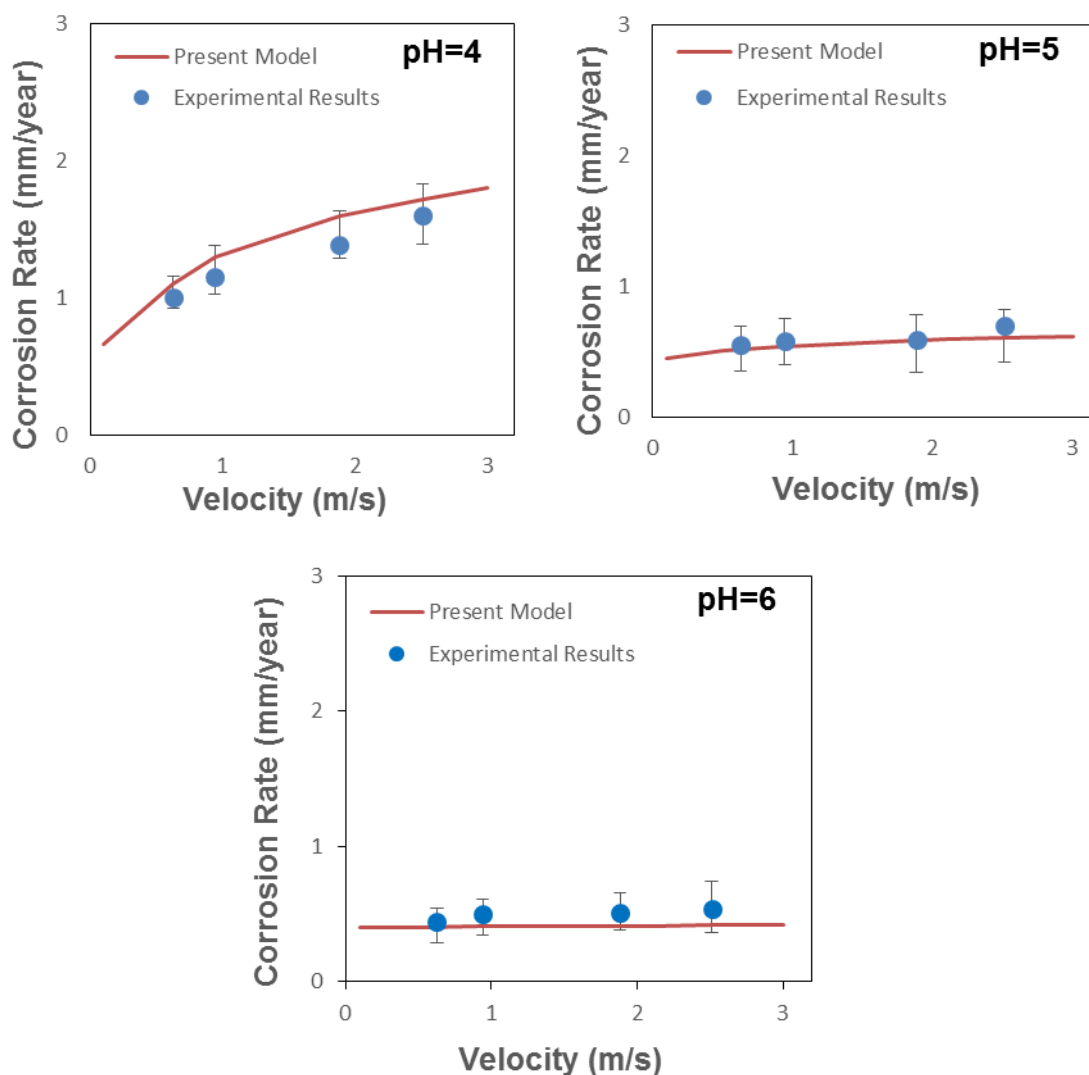 Corrosion Rate (mm/year)
3
2
1
0
Present Model
Experimental Results
pH=4
0 1 2 3
Velocity (m/s)
Corrosion Rate (mm/year)
3
2
1
0
Present Model
Experimental Results
pH=5
0 1 2 3
Velocity (m/s)
Corrosion Rate (mm/year)
3
2
1
0
Present Model
Experimental Results
pH=6
0 1 2 3
Velocity (m/s)